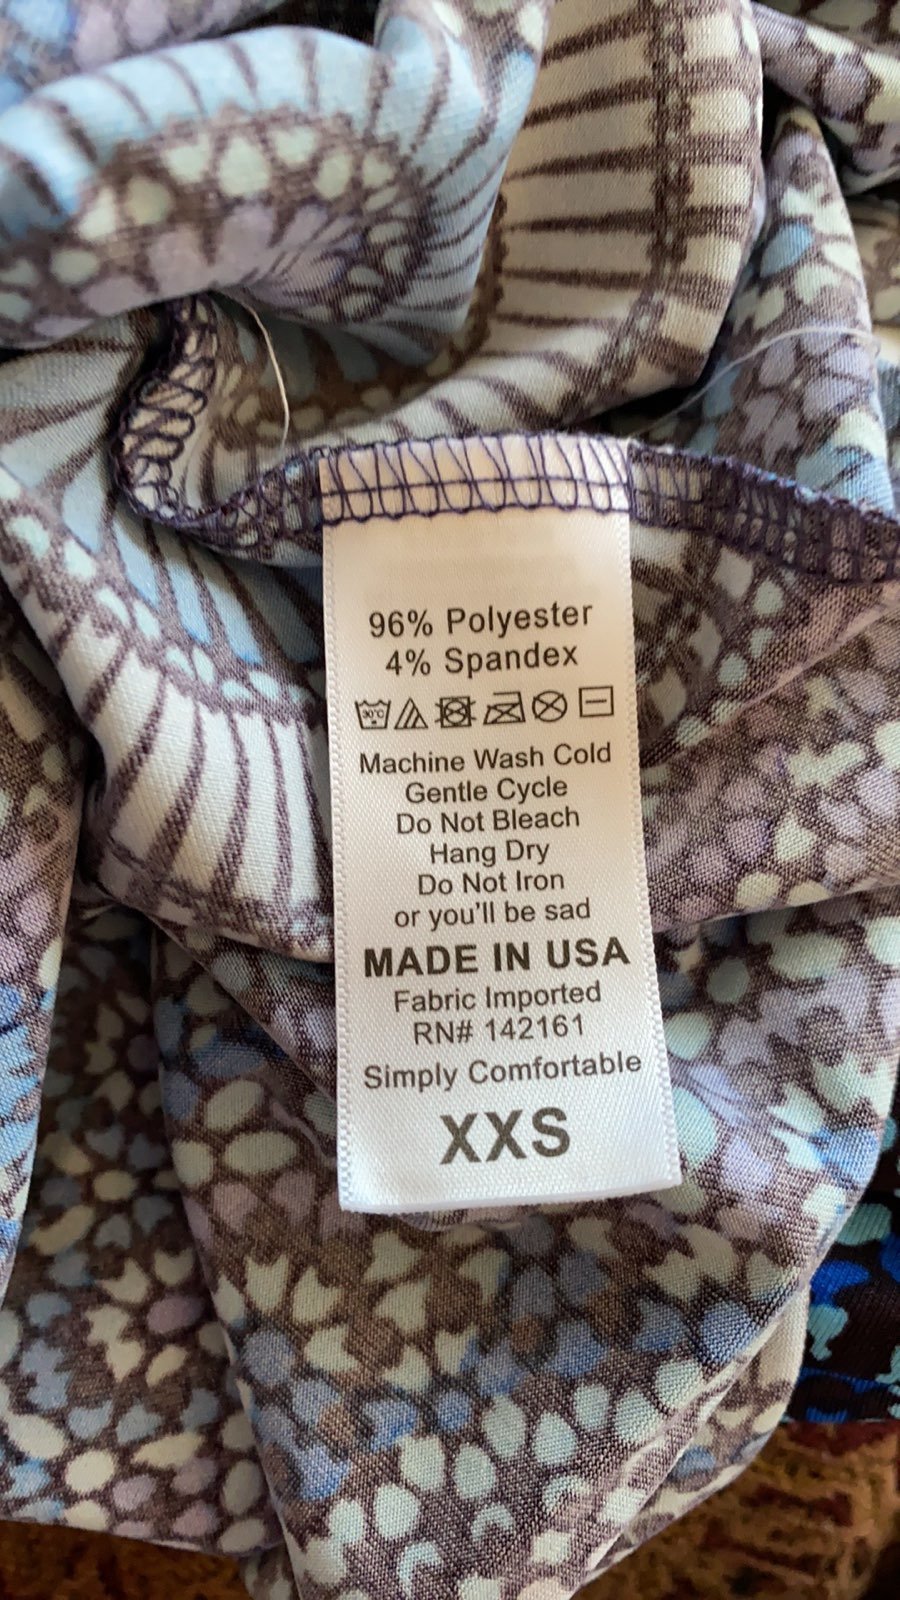 96% Polyester
4% Spandex
30°C
Machine Wash Cold
Gentle Cycle
Do Not Bleach
Hang Dry
Do Not Iron
or you'll be sad
MADE IN USA
Fabric Imported
RN# 142161
Simply Comfortable
XXS